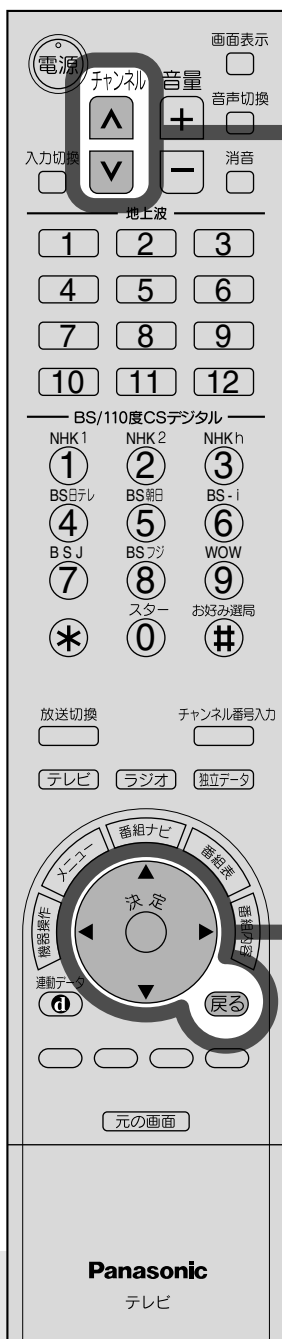 画面表示
電源
チャンネル 音量
音声切換
∧ +
入力切換 ∨ − 消音
地上波
1 2 3
4 5 6
7 8 9
10 11 12
BS/110度CSデジタル
NHK1 NHK2 NHKh
1 2 3
BS日テレ BS朝日 BS-i
4 5 6
BSJ BSフジ WOW
7 8 9
スター お好み選局
* 0 #
放送切換 チャンネル番号入力
テレビ ラジオ 独立データ
機器操作 メニュー 番組ナビ 番組表 番組内容
決定
連動データ
d 戻る
元の画面
Panasonic
テレビ